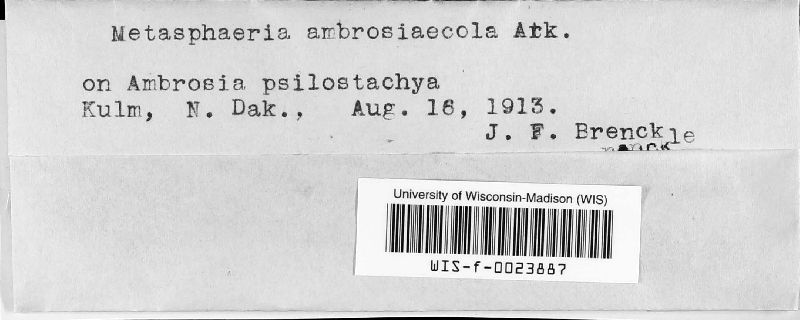 Metasphaeria ambrosiaecola Atk.
on Ambrosia psilostachya
Kulm, N. Dak., Aug. 16, 1913.
J. F. Brenckle
University of Wisconsin-Madison (WIS)
WIS-f-0023887